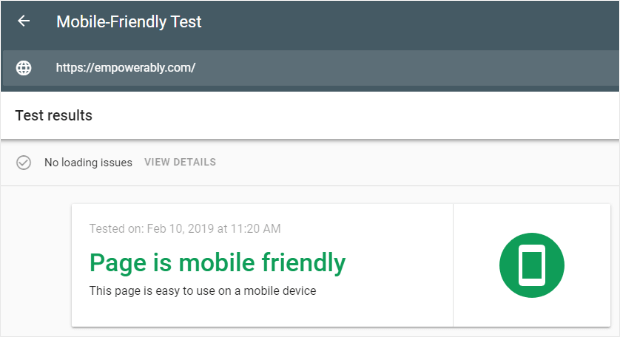 Mobile-Friendly Test
https://empowerably.com/
Test results
No loading issues VIEW DETAILS
Tested on: Feb 10, 2019 at 11:20 AM
Page is mobile friendly
This page is easy to use on a mobile device